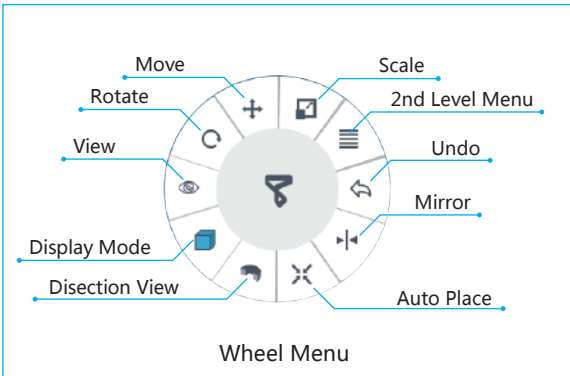 Move
Scale
Rotate
2nd Level Menu
View
Undo
Mirror
Display Mode
Disection View
Auto Place
Wheel Menu